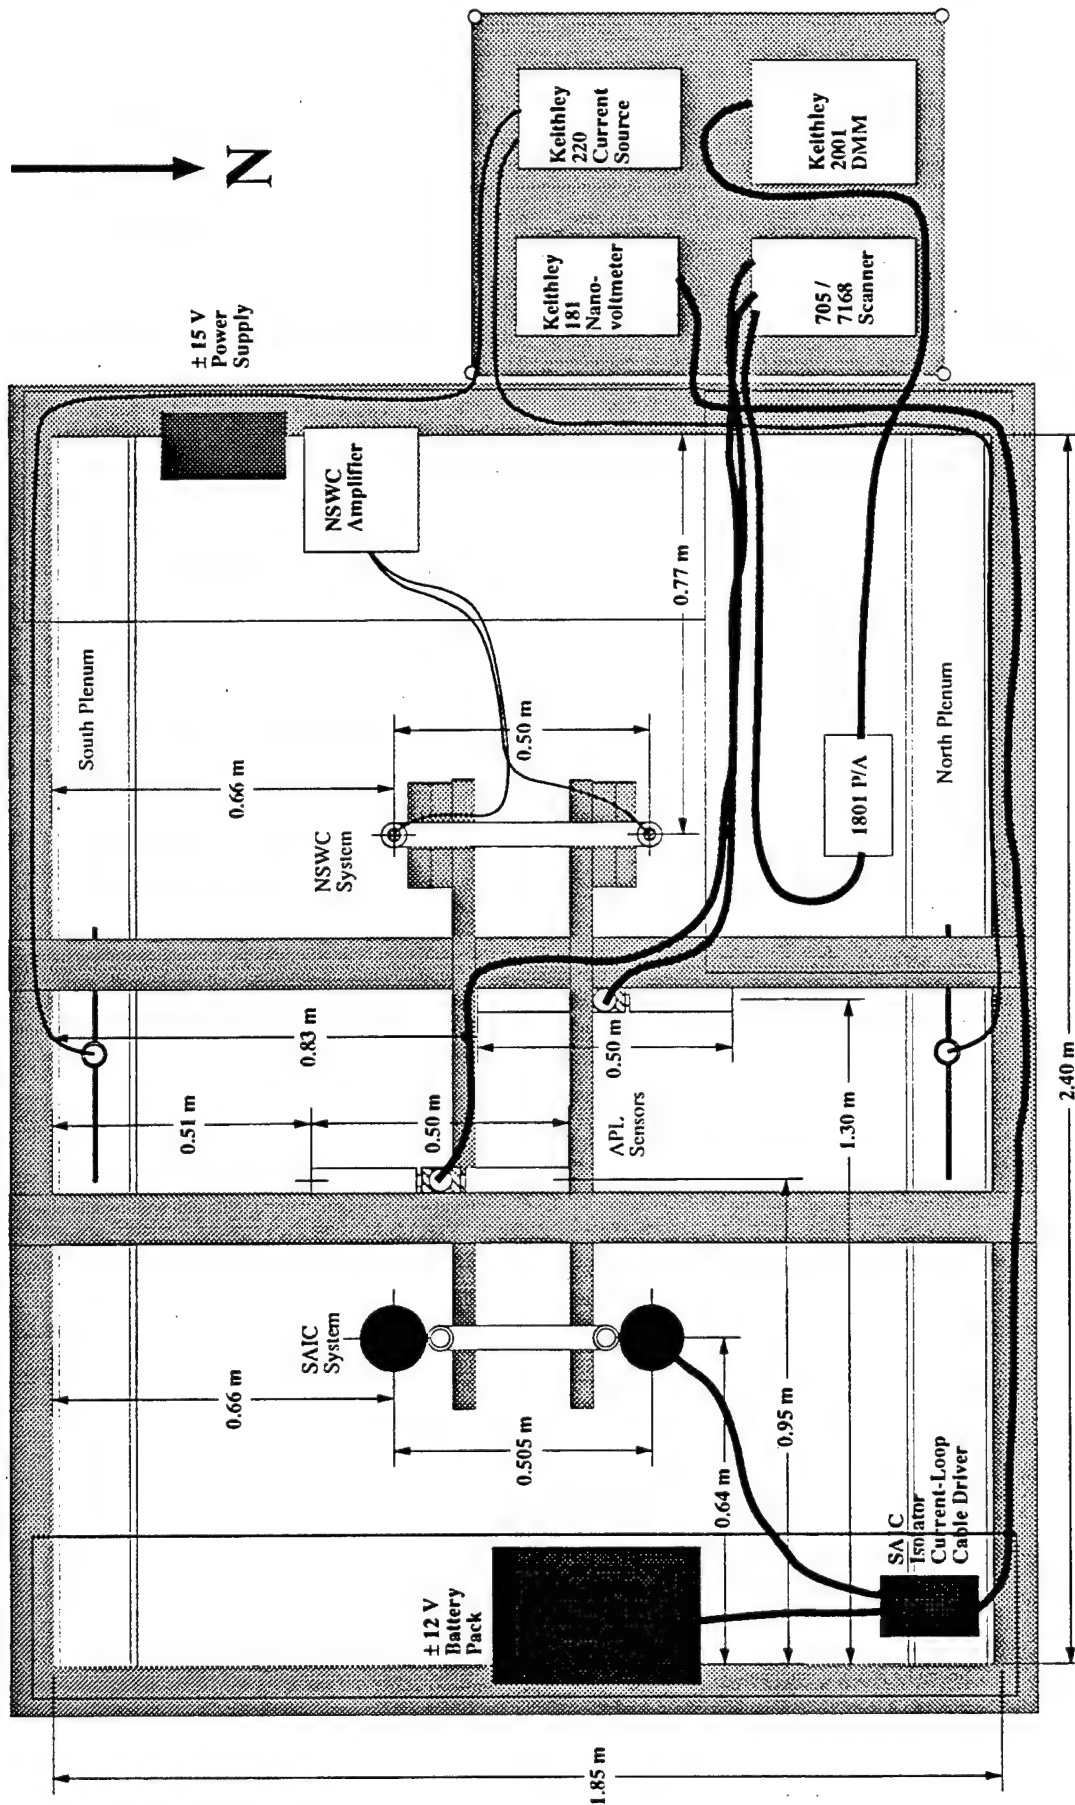 N
± 15 V
Power
Supply
Keithley
220
Current
Source
Keithley
2001
DMM
Keithley
181
Nano-
voltmeter
705 /
7168
Scanner
NSWC
Amplifier
South Plenum
0.77 m
0.66 m
0.50 m
NSWC
System
1801 P/A
North Plenum
0.83 m
0.50 m
0.51 m
0.50 m
APL
Sensors
1.30 m
2.40 m
SAIC
System
0.66 m
0.505 m
0.64 m
0.95 m
± 12 V
Battery
Pack
SAIC
Isolator
Current-Loop
Cable Driver
1.85 m